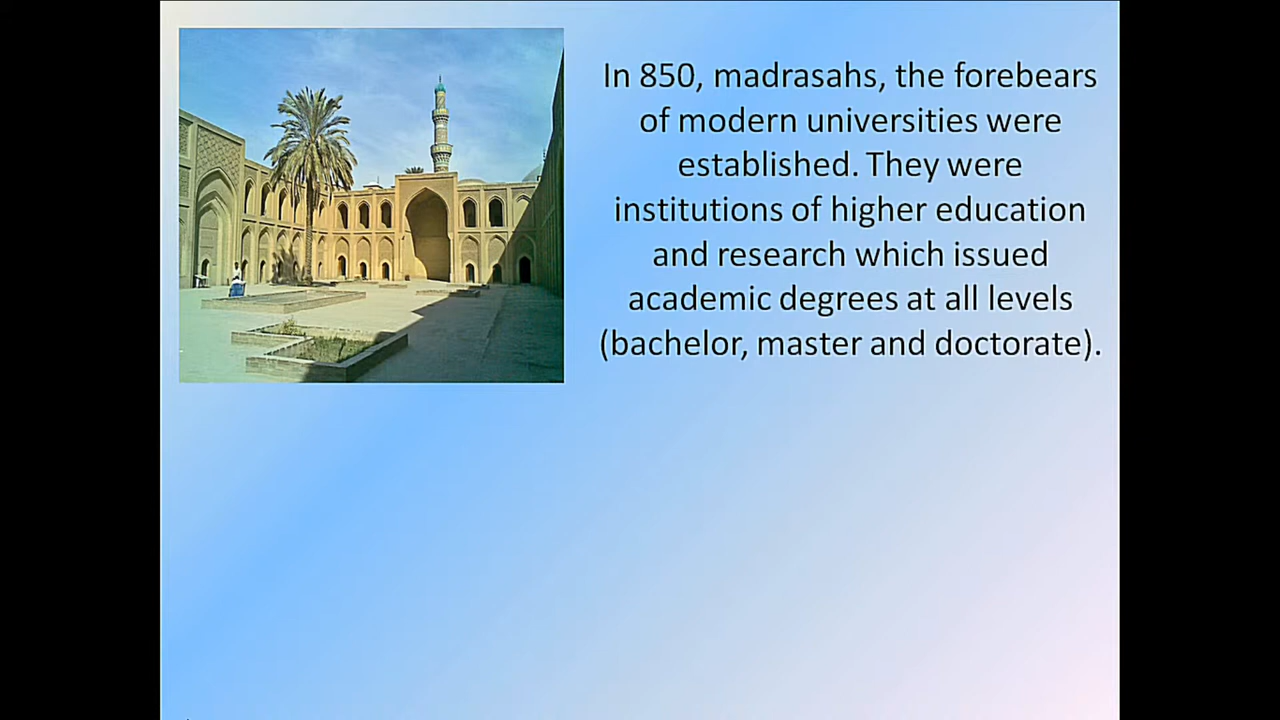 In 850, madrasahs, the forebears
of modern universities were
established. They were
institutions of higher education
and research which issued
academic degrees at all levels
(bachelor, master and doctorate).